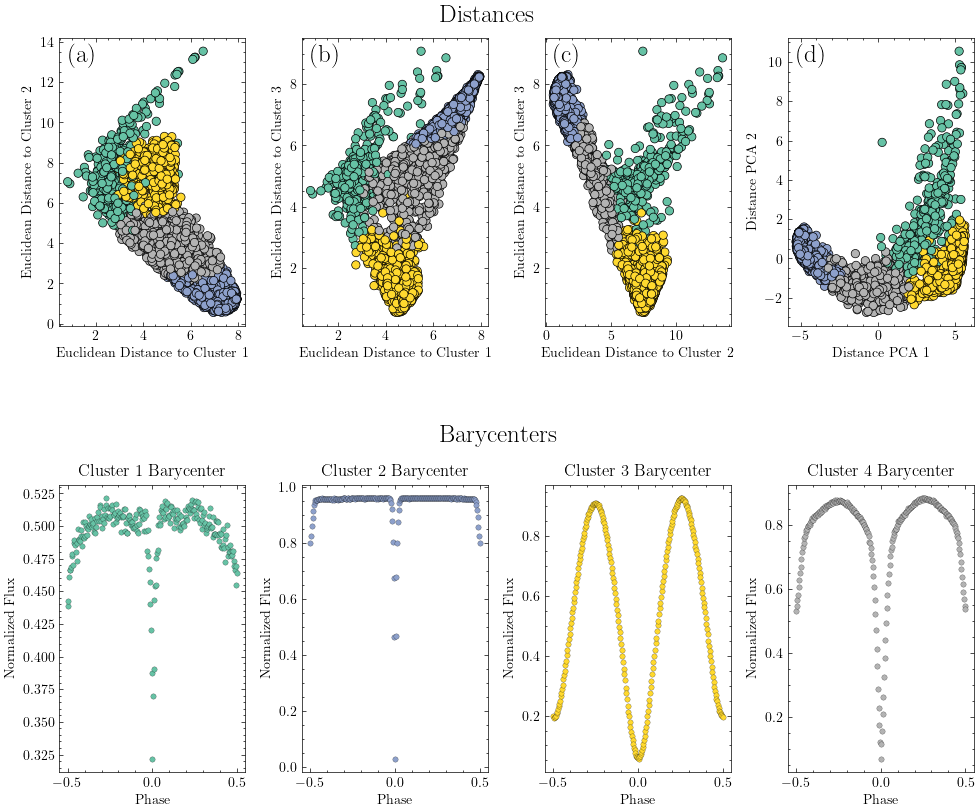 Distances
(a)
(b)
(c)
(d)
Euclidean Distance to Cluster 2
14
12
10
8
6
4
2
0
2
4
6
8
Euclidean Distance to Cluster 1
Euclidean Distance to Cluster 3
8
6
4
2
2
4
6
8
Euclidean Distance to Cluster 1
Euclidean Distance to Cluster 3
8
6
4
2
0
5
10
Euclidean Distance to Cluster 2
Distance PCA 2
10
8
6
4
2
0
−2
−5
0
5
Distance PCA 1
Barycenters
Cluster 1 Barycenter
Normalized Flux
0.525
0.500
0.475
0.450
0.425
0.400
0.375
0.350
0.325
−0.5
0.0
0.5
Phase
Cluster 2 Barycenter
Normalized Flux
1.0
0.8
0.6
0.4
0.2
0.0
−0.5
0.0
0.5
Phase
Cluster 3 Barycenter
Normalized Flux
0.8
0.6
0.4
0.2
−0.5
0.0
0.5
Phase
Cluster 4 Barycenter
Normalized Flux
0.8
0.6
0.4
0.2
−0.5
0.0
0.5
Phase